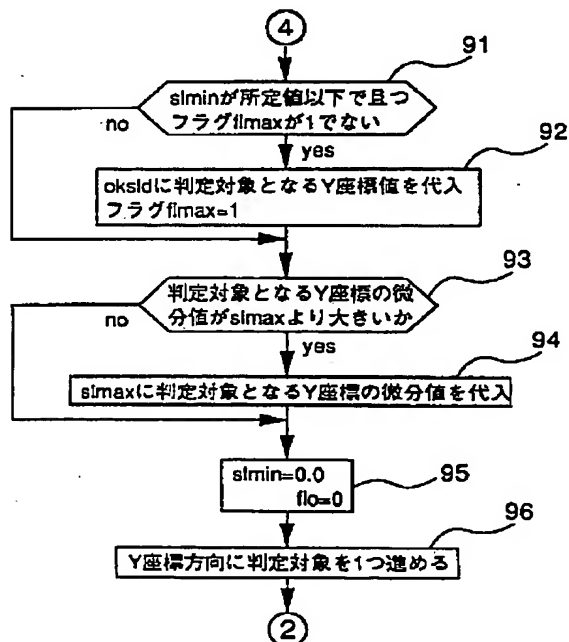 ④
91
slminが所定値以下で且つ
フラグflmaxが1でない
no
yes
92
oksldに判定対象となるY座標値を代入
フラグflmax=1
93
判定対象となるY座標の微
分値がslmaxより大きいか
no
yes
94
slmaxに判定対象となるY座標の微分値を代入
95
slmin=0.0
flo=0
96
Y座標方向に判定対象を1つ進める
②